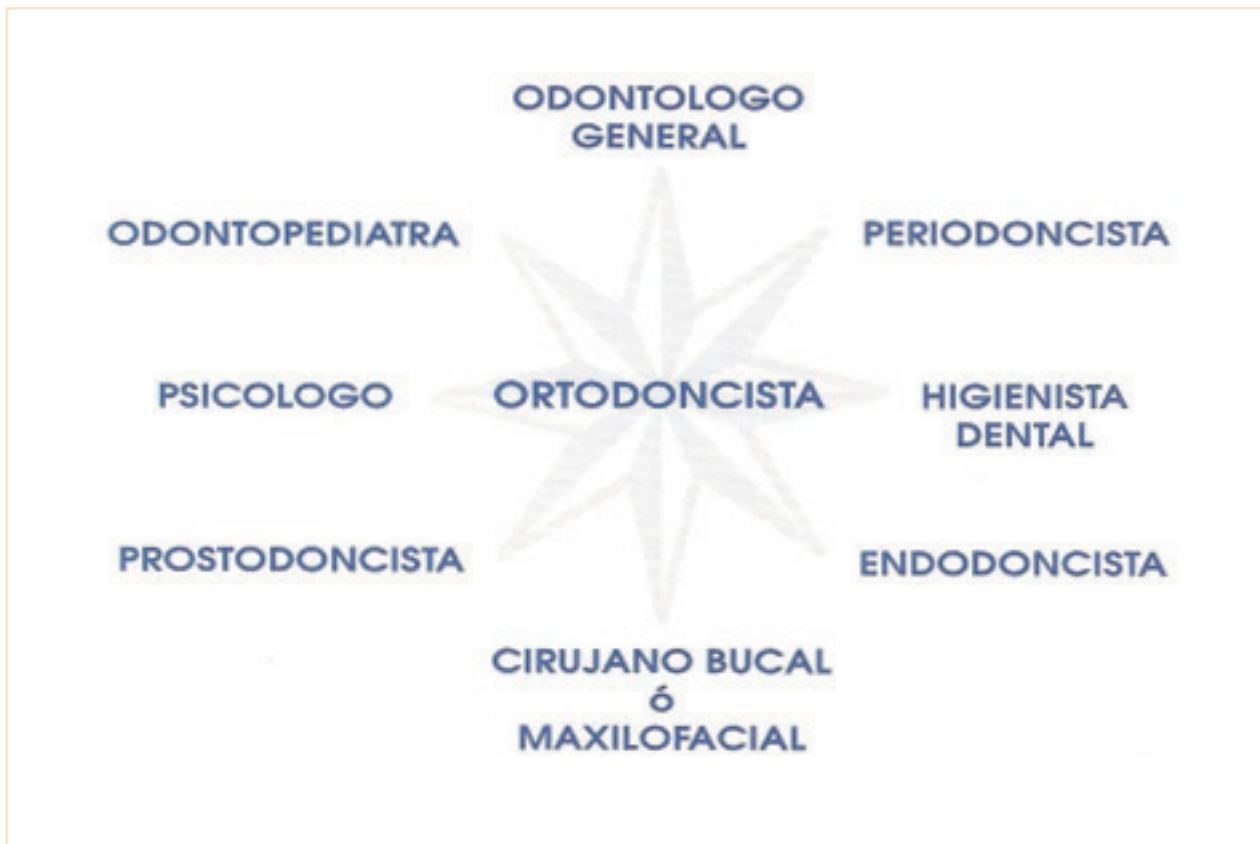 ODONTOLOGO
GENERAL
ODONTOPEDIATRA
PERIODONCISTA
PSICOLOGO
ORTODONCISTA
HIGIENISTA
DENTAL
PROSTODONCISTA
ENDODONCISTA
CIRUJANO BUCAL
ó
MAXILOFACIAL